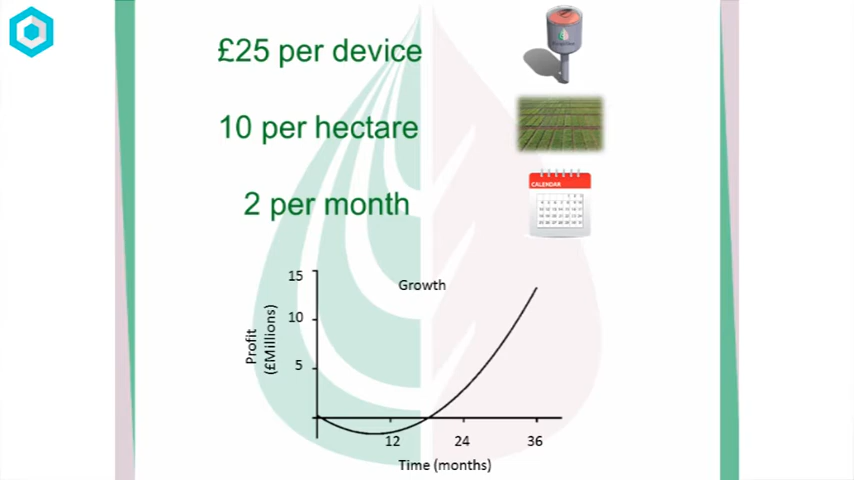 £25 per device
10 per hectare
2 per month
CALENDAR
Growth
15
10
5
Profit
(£Millions)
12
24
36
Time (months)